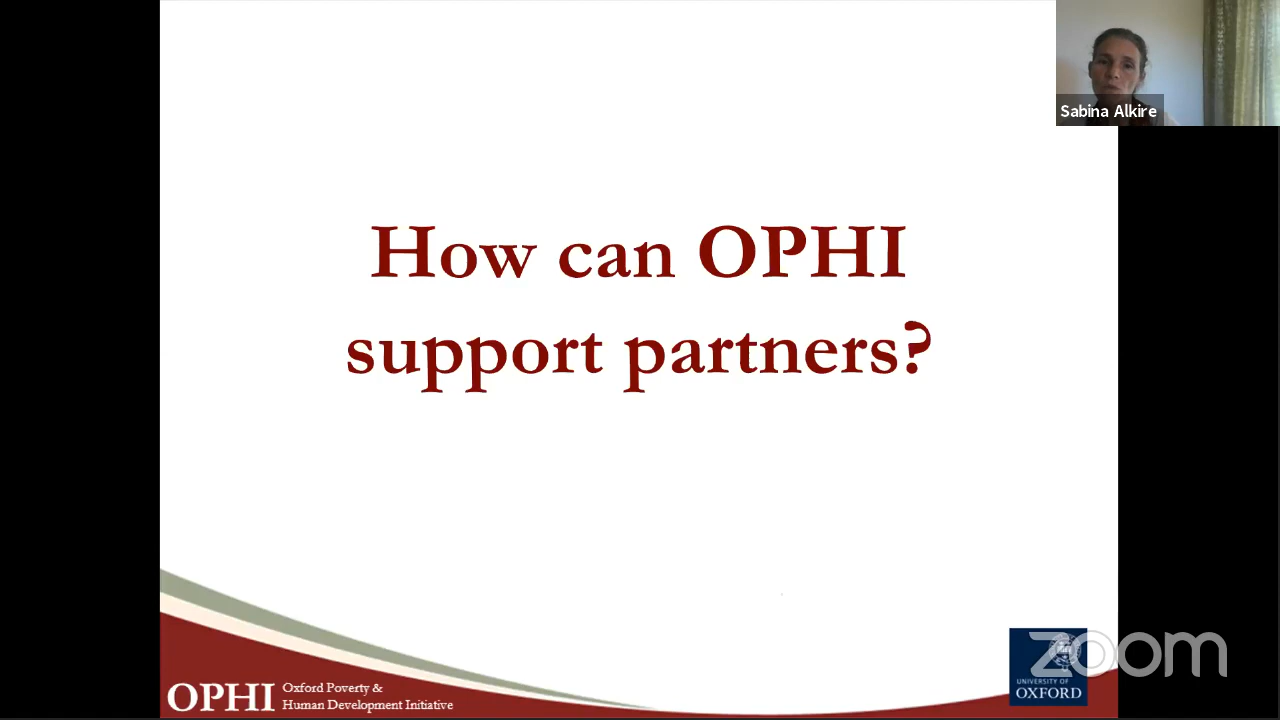 Sabina Alkire
How can OPHI
support partners?
OPHI
Oxford Poverty &
Human Development Initiative
UNIVERSITY OF
OXFORD
zoom